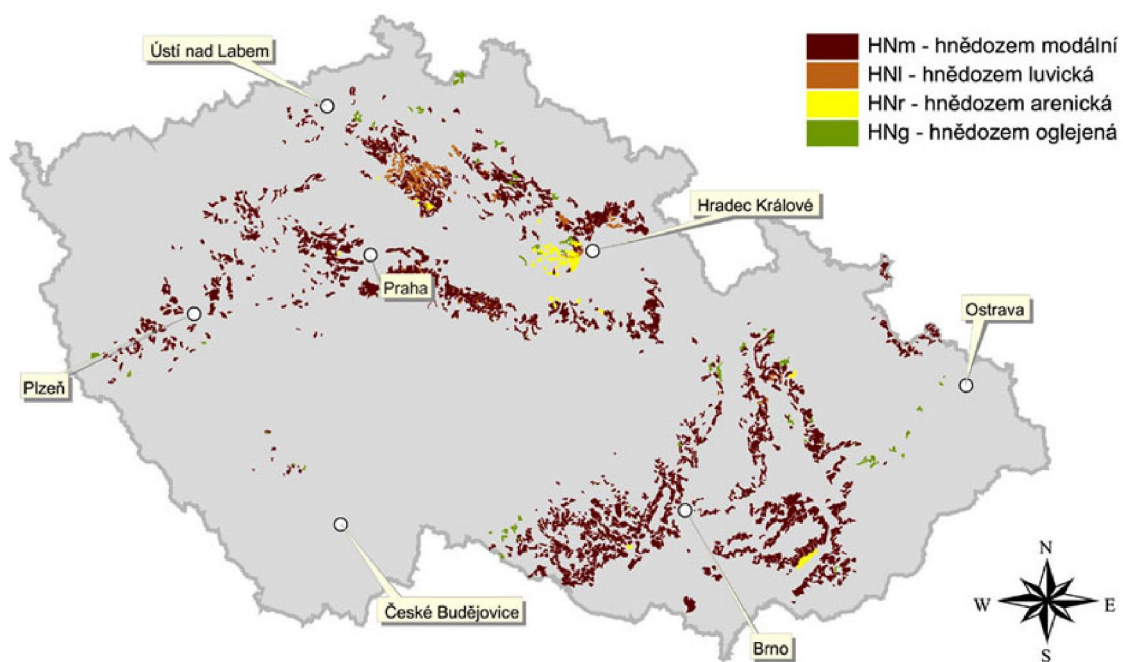 Ústí nad Labem
HNm - hnědozem modální
HNl - hnědozem luvická
HNr - hnědozem arenická
HNg - hnědozem oglejená
Hradec Králové
Praha
Ostrava
Plzeň
České Budějovice
Brno
N
W
E
S